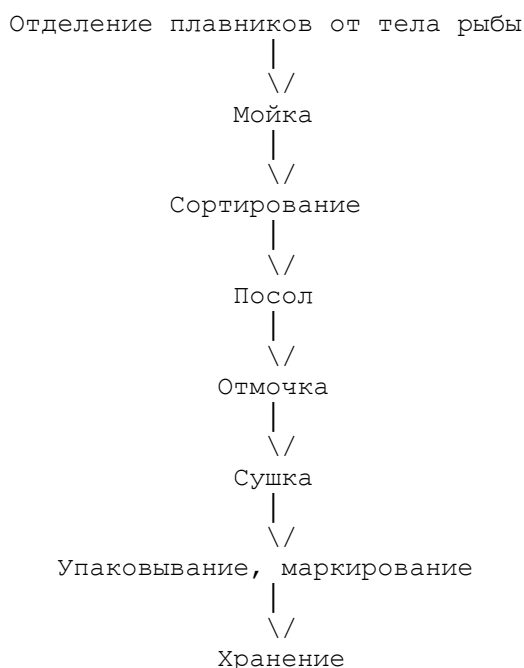 Отделение плавников от тела рыбы
|
\/
Мойка
|
\/
Сортирование
|
\/
Посол
|
\/
Отмочка
|
\/
Сушка
|
\/
Упаковывание, маркирование
|
\/
Хранение